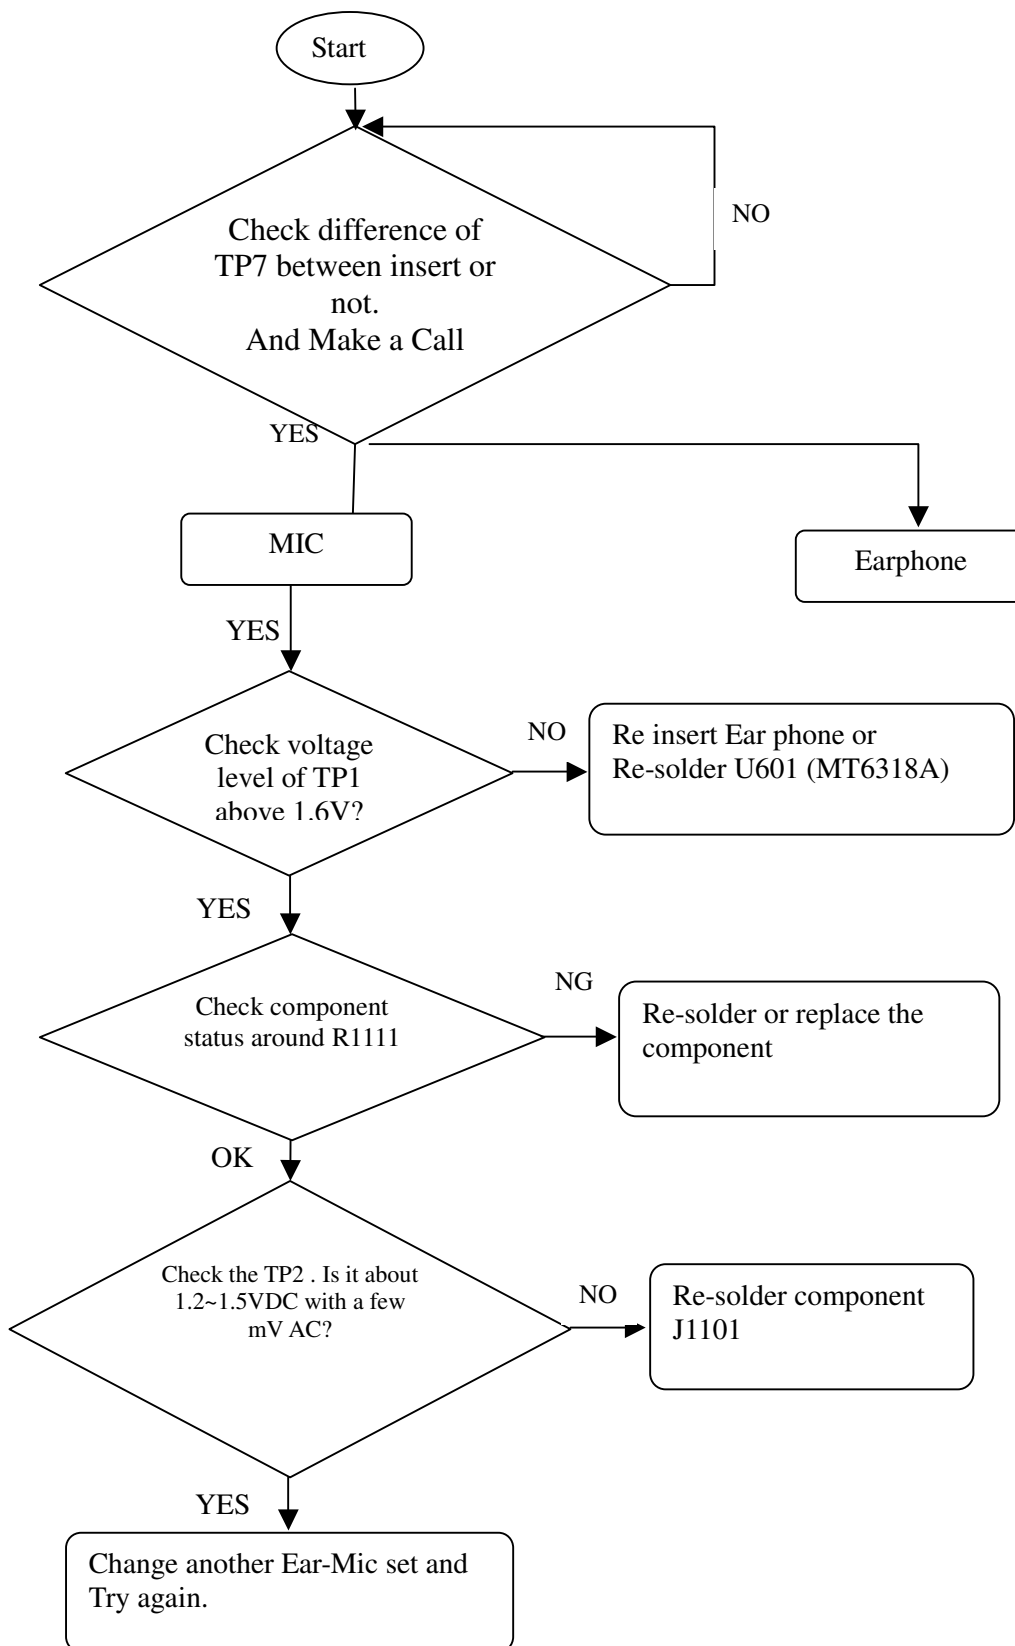 Start
NO
Check difference of
TP7 between insert or
not.
And Make a Call
YES
MIC
Earphone
YES
Check voltage
level of TP1
above 1.6V?
NO
Re insert Ear phone or
Re-solder U601 (MT6318A)
YES
Check component
status around R1111
NG
Re-solder or replace the
component
OK
Check the TP2 . Is it about
1.2~1.5VDC with a few
mV AC?
NO
Re-solder component
J1101
YES
Change another Ear-Mic set and
Try again.